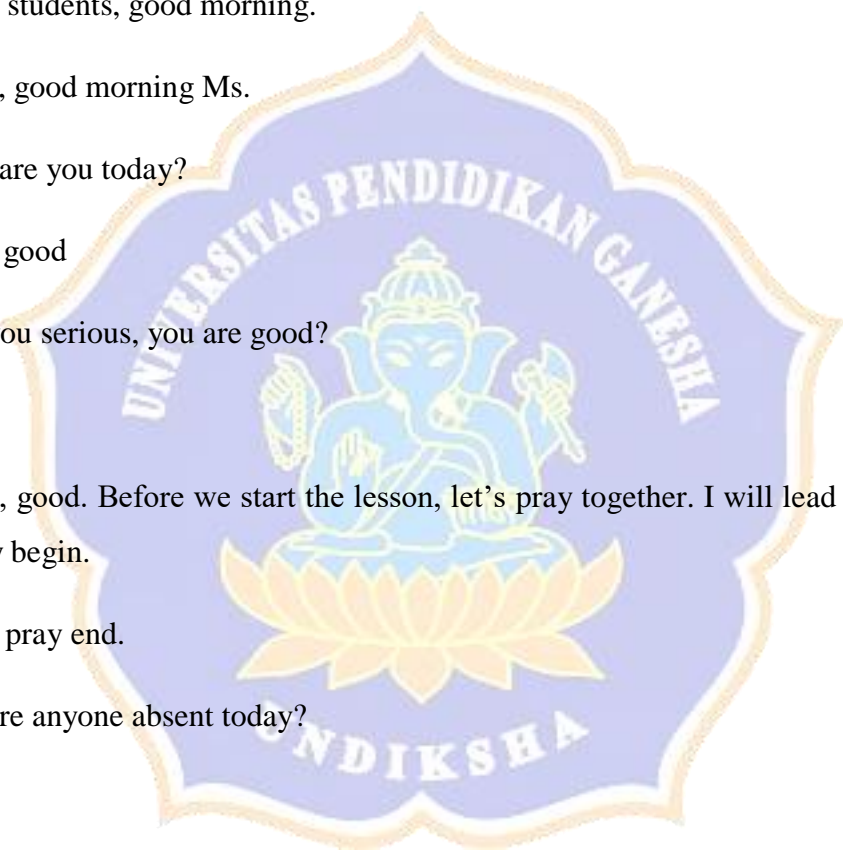 students, good morning.
, good morning Ms.
are you today?
good
ou serious, you are good?
, good. Before we start the lesson, let’s pray together. I will lead
begin.
pray end.
re anyone absent today?
UNIVERSITAS PENDIDIKAN GANESHA
UNDIKSHA